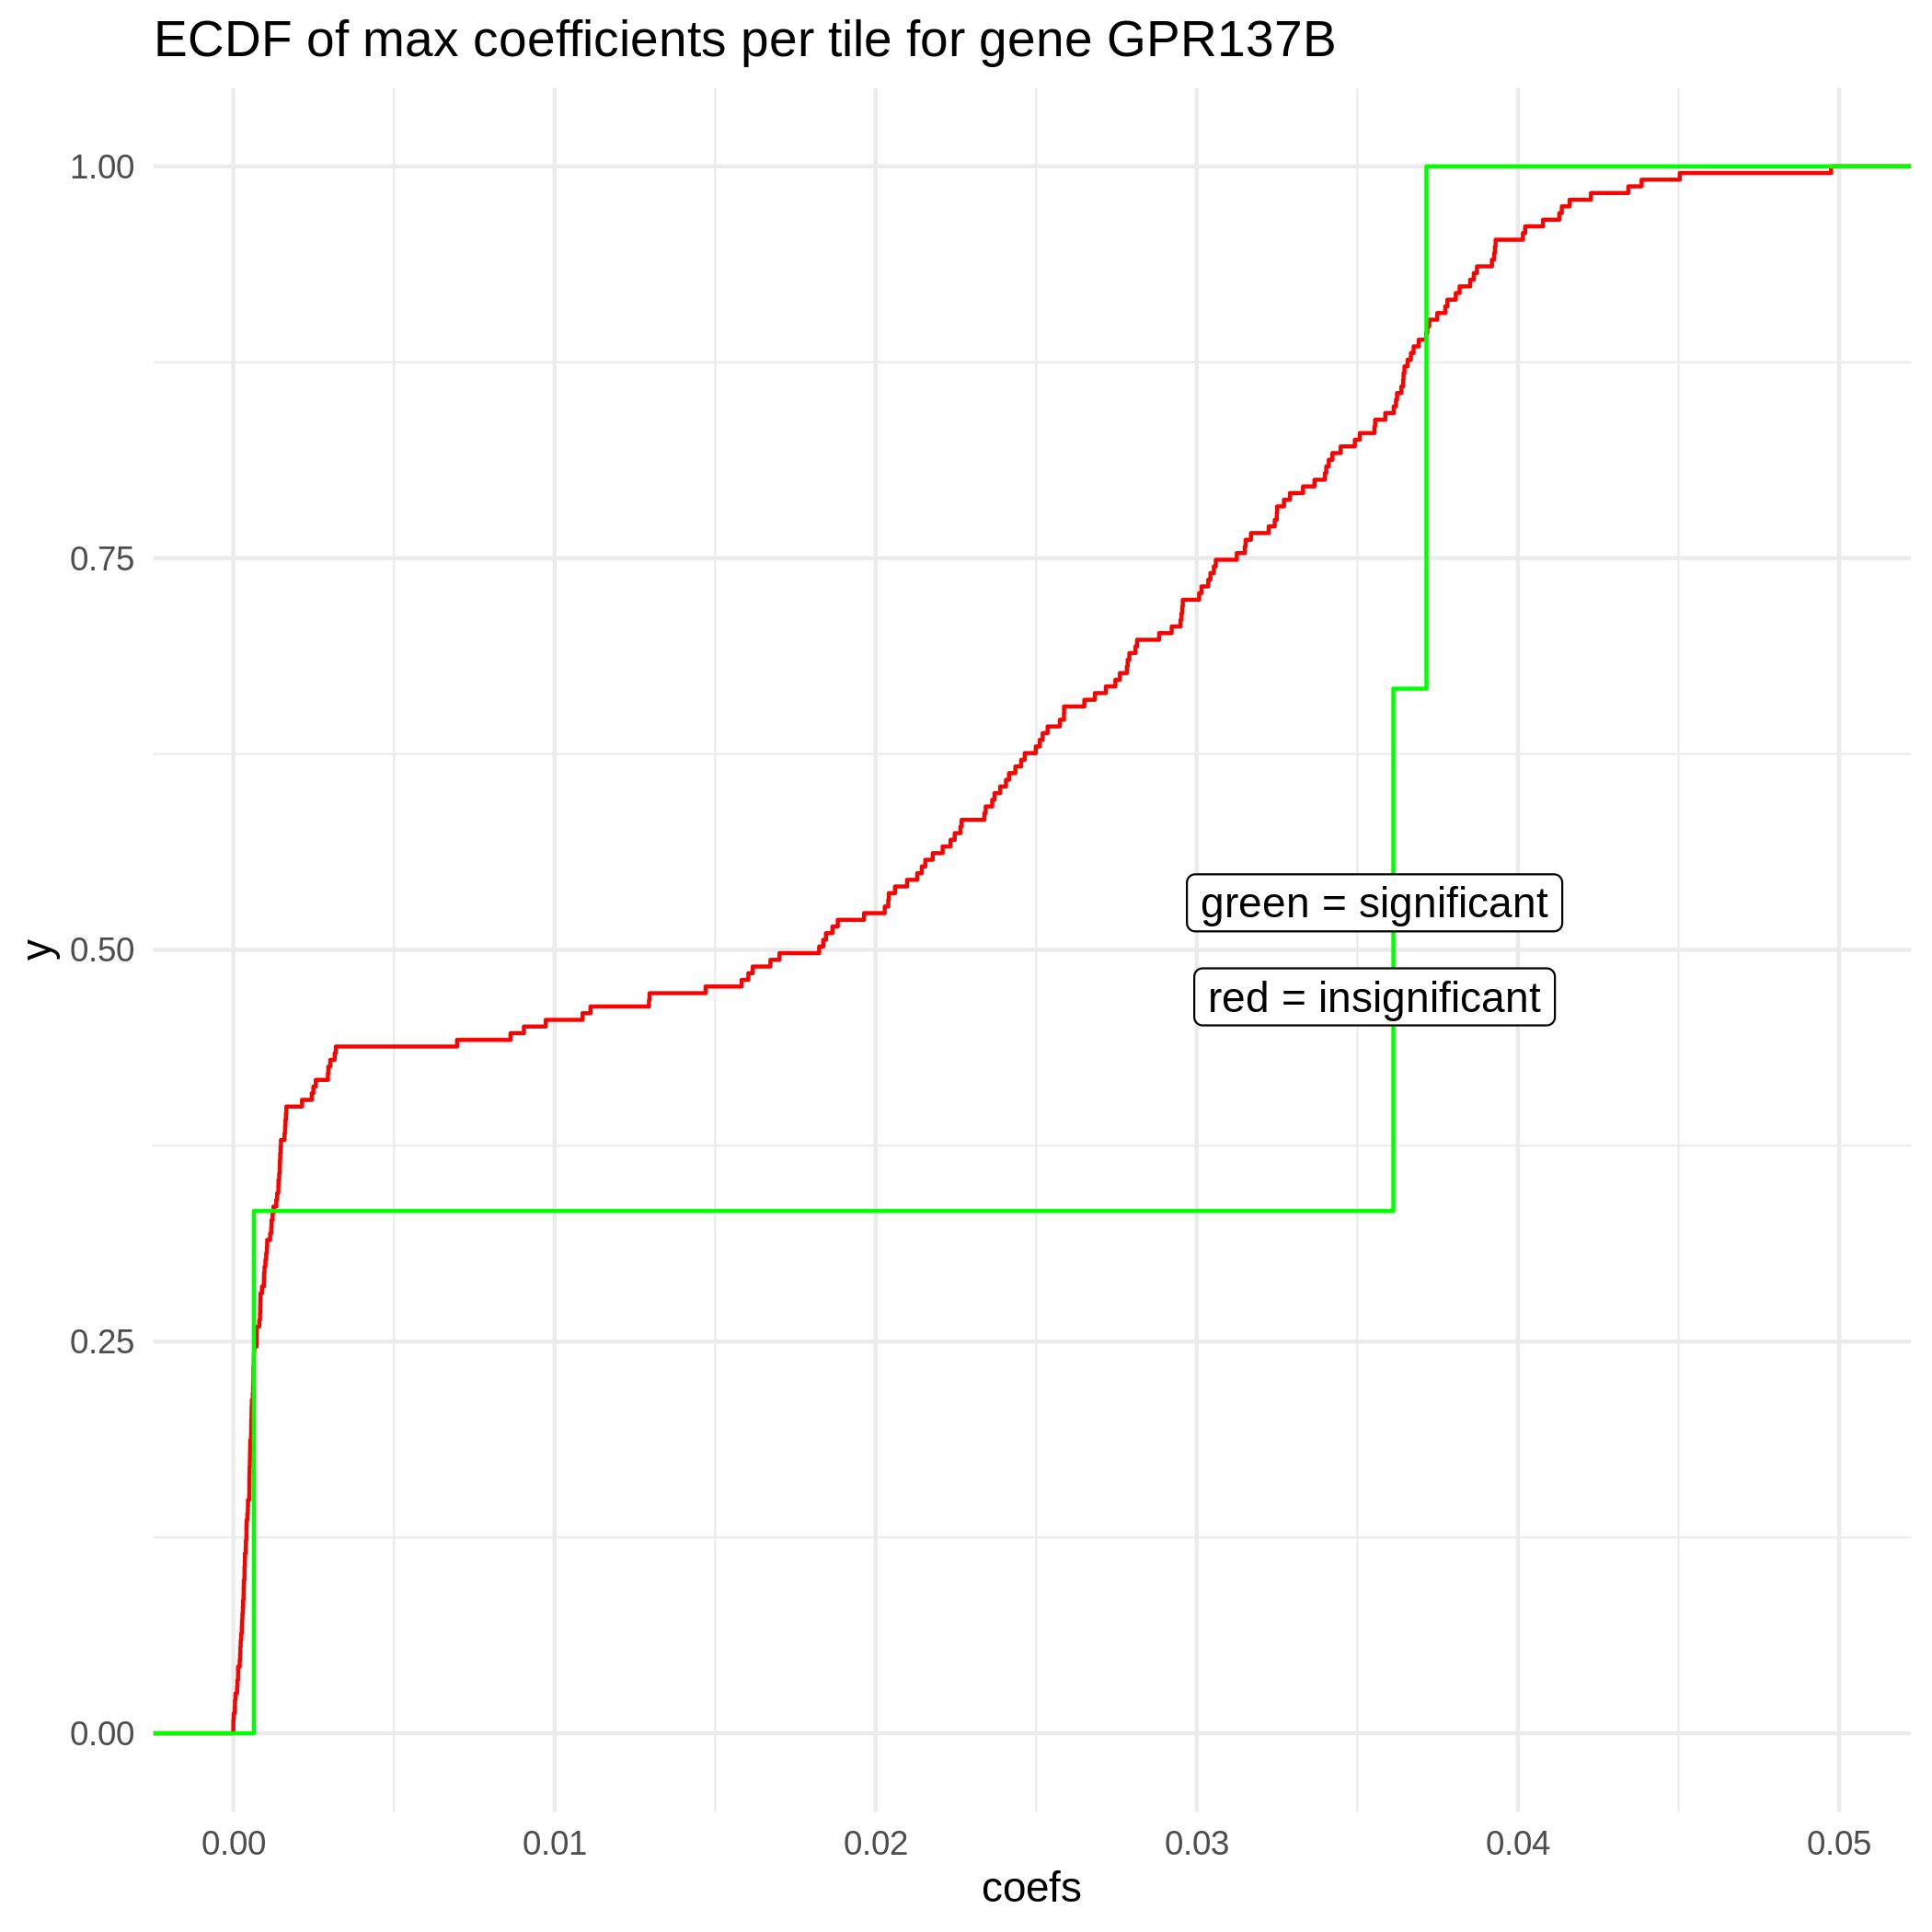 ECDF of max coefficients per tile for gene GPR137B
1.00
0.75
0.50
0.25
0.00
y
green = significant
red = insignificant
0.00 0.01 0.02 0.03 0.04 0.05
coefs